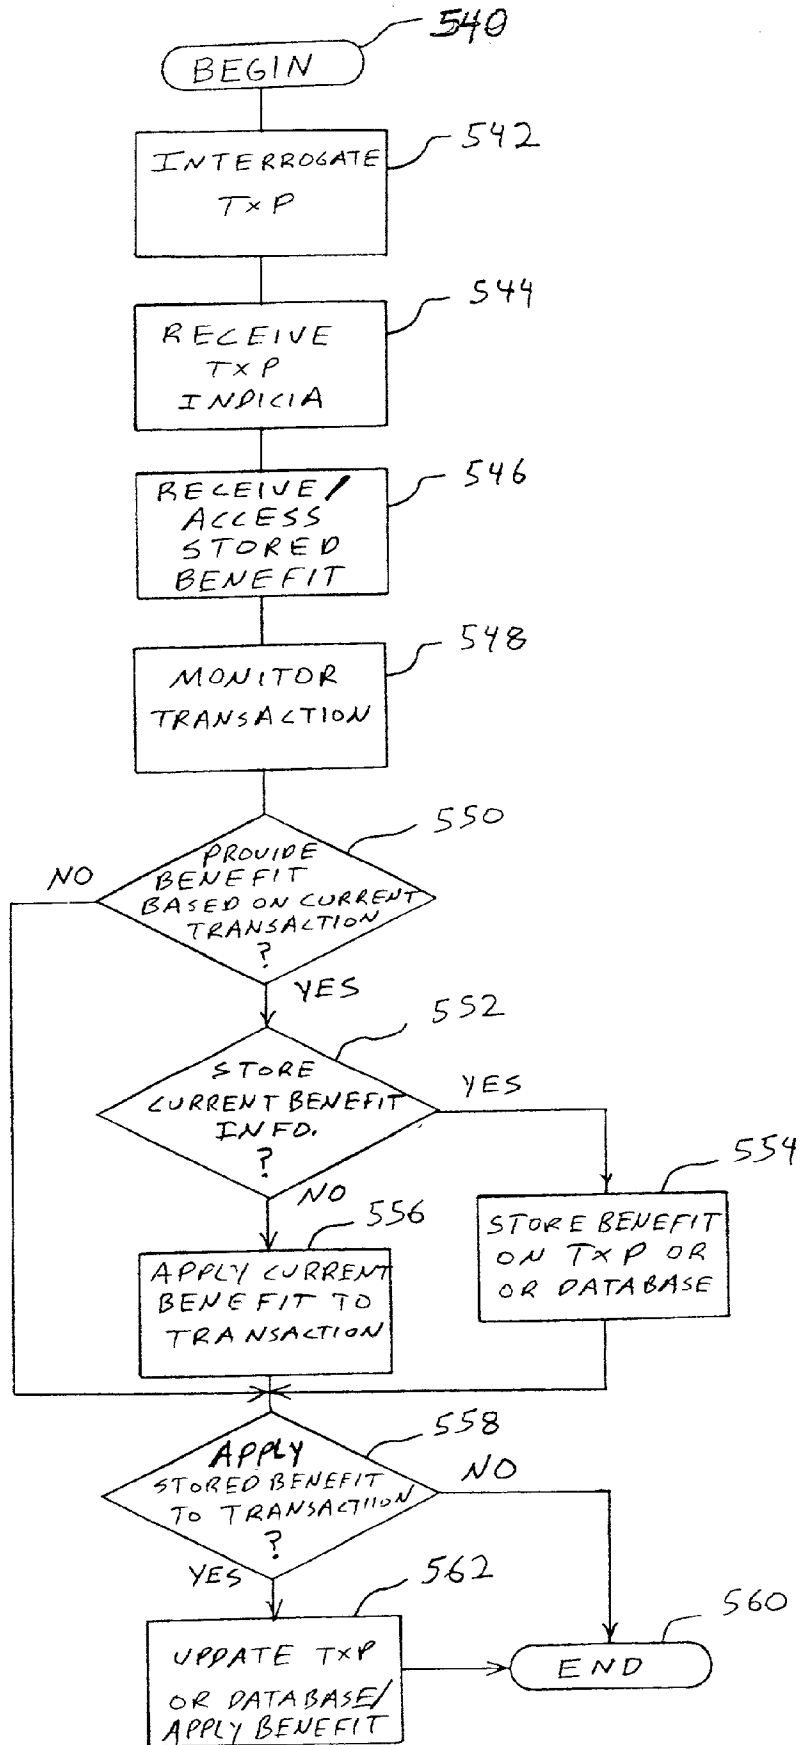 540
BEGIN
542
INTERROGATE
TXP
544
RECEIVE
TXP
INDICIA
546
RECEIVE/
ACCESS
STORED
BENEFIT
548
MONITOR
TRANSACTION
550
NO
PROVIDE
BENEFIT
BASED ON CURRENT
TRANSACTION
?
YES
552
STORE
CURRENT BENEFIT
INFO.
?
YES
NO
554
556
STORE BENEFIT
ON TXP OR
OR DATABASE
APPLY CURRENT
BENEFIT TO
TRANSACTION
558
APPLY
STORED BENEFIT
TO TRANSACTIION
?
NO
YES
562
560
UPDATE TXP
OR DATABASE/
APPLY BENEFIT
END